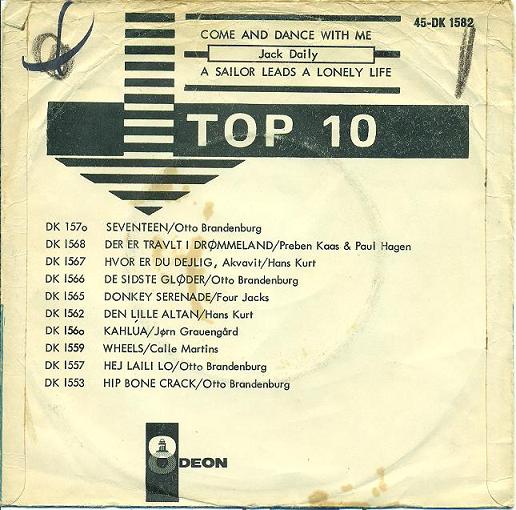 45-DK 1582
COME AND DANCE WITH ME
Jack Daily
A SAILOR LEADS A LONELY LIFE
TOP 10
DK 1570 SEVENTEEN/Otto Brandenburg
DK 1568 DER ER TRAVLT I DRØMMELAND/Preben Kaas & Paul Hagen
DK 1567 HVOR ER DU DEJLIG, Akvavit/Hans Kurt
DK 1566 DE SIDSTE GLØDER/Otto Brandenburg
DK 1565 DONKEY SERENADE/Four Jacks
DK 1562 DEN LILLE ALTAN/Hans Kurt
DK 1560 KAHLÚA/Jørn Grauengård
DK 1559 WHEELS/Calle Martins
DK 1557 HEJ LAILI LO/Otto Brandenburg
DK 1553 HIP BONE CRACK/Otto Brandenburg
ODEON